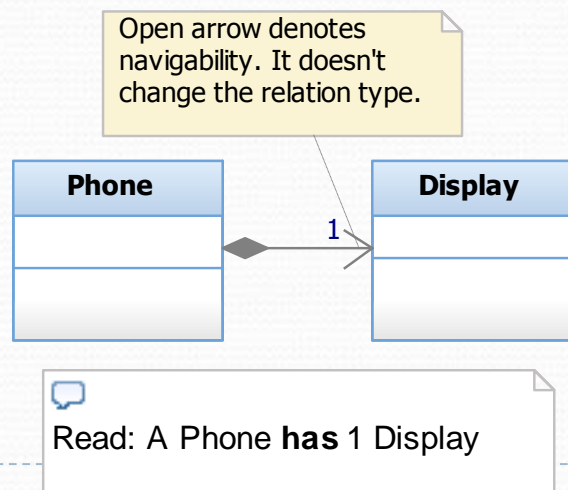 Open arrow denotes
navigability. It doesn't
change the relation type.
Phone
Display
1
Read: A Phone has 1 Display